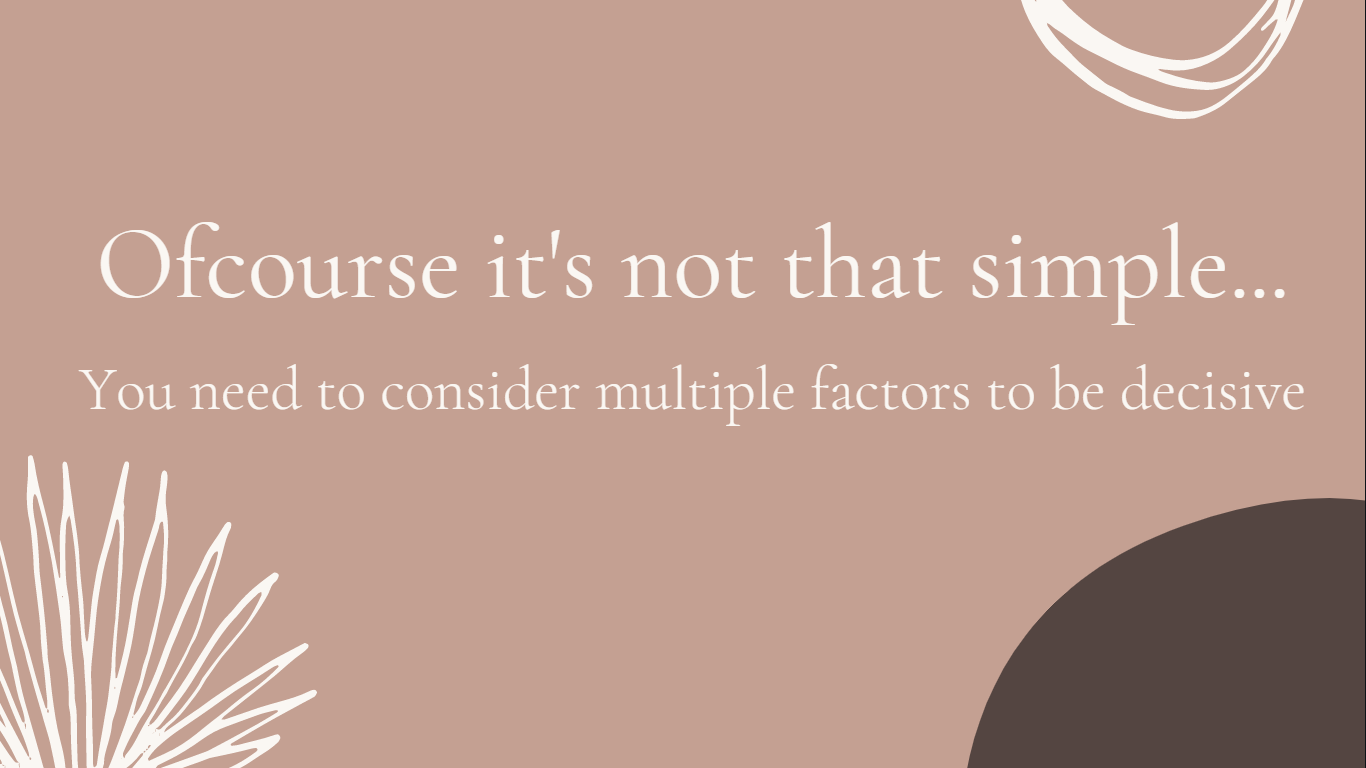 Ofcourse it's not that simple...
You need to consider multiple factors to be decisive